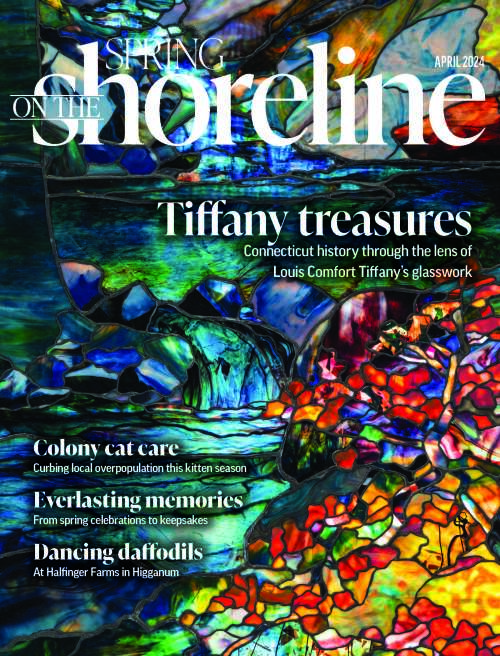 SPRING
APRIL 2024
ON THE
shoreline
Tiffany treasures
Connecticut history through the lens of
Louis Comfort Tiffany's glasswork
Colony cat care
Curbing local overpopulation this kitten season
Everlasting memories
From spring celebrations to keepsakes
Dancing daffodils
At Halfinger Farms in Higganum